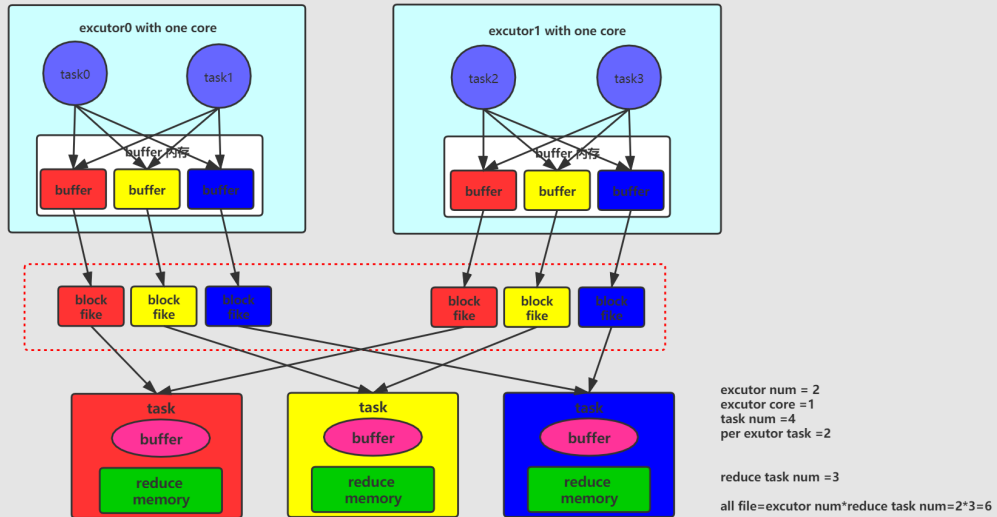 excutor0 with one core
excutor1 with one core
task0
task1
task2
task3
buffer 内存
buffer 内存
buffer
buffer
buffer
buffer
buffer
buffer
block
fike
block
fike
block
fike
block
fike
block
fike
block
fike
task
task
task
buffer
buffer
buffer
reduce
memory
reduce
memory
reduce
memory
excutor num = 2
excutor core =1
task num =4
per exutor task =2
reduce task num =3
all file=excutor num*reduce task num=2*3=6